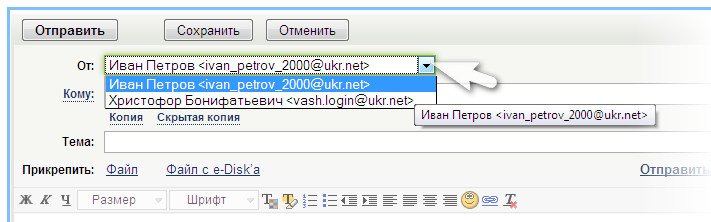 Отправить Сохранить Отменить
От: Иван Петров <ivan_petrov_2000@ukr.net>
Иван Петров <ivan_petrov_2000@ukr.net>
Кому: Христофор Бонифатьевич <vash.login@ukr.net>
Иван Петров <ivan_petrov_2000@ukr.net>
Копия Скрытая копия
Тема:
Прикрепить: Файл Файл с e-Disk'a Отправить
Ж К Ч Размер Шрифт